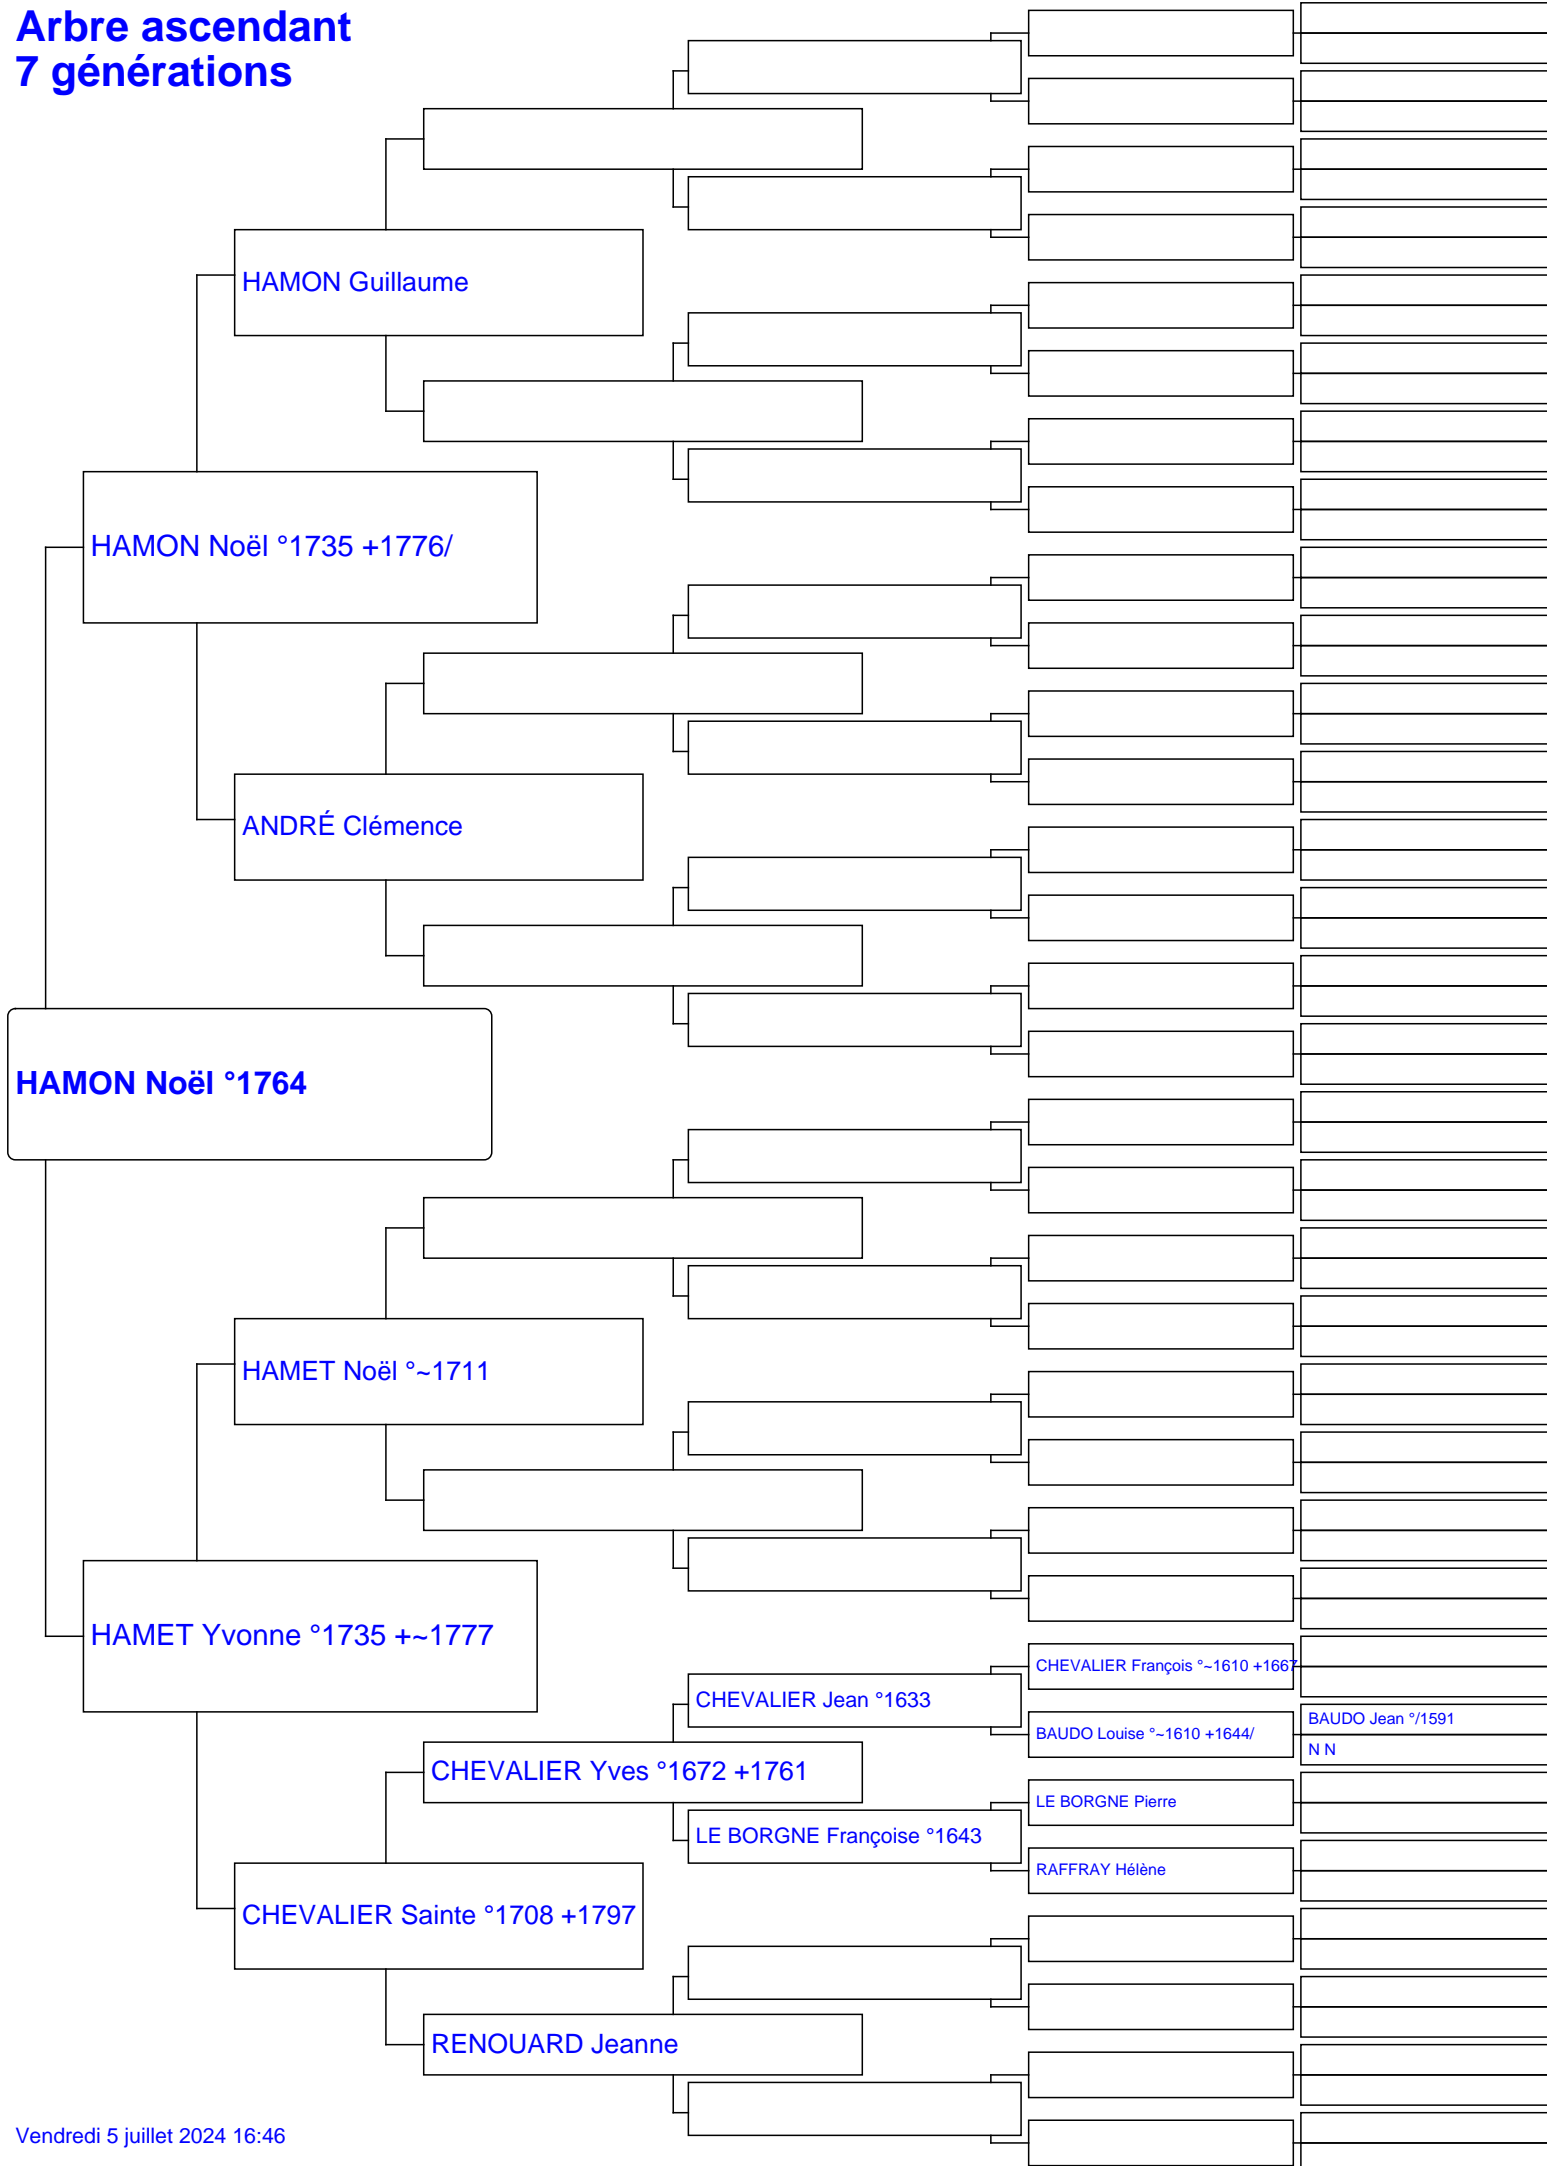 Arbre ascendant
7 générations
HAMON Guillaume
HAMON Noël °1735 +1776/
ANDRÉ Clémence
HAMON Noël °1764
HAMET Noël °~1711
HAMET Yvonne °1735 +~1777
CHEVALIER François °~1610 +1667
CHEVALIER Jean °1633
BAUDO Jean °/1591
BAUDO Louise °~1610 +1644/
N N
CHEVALIER Yves °1672 +1761
LE BORGNE Pierre
LE BORGNE Françoise °1643
RAFFRAY Hélène
CHEVALIER Sainte °1708 +1797
RENOUARD Jeanne
Vendredi 5 juillet 2024 16:46